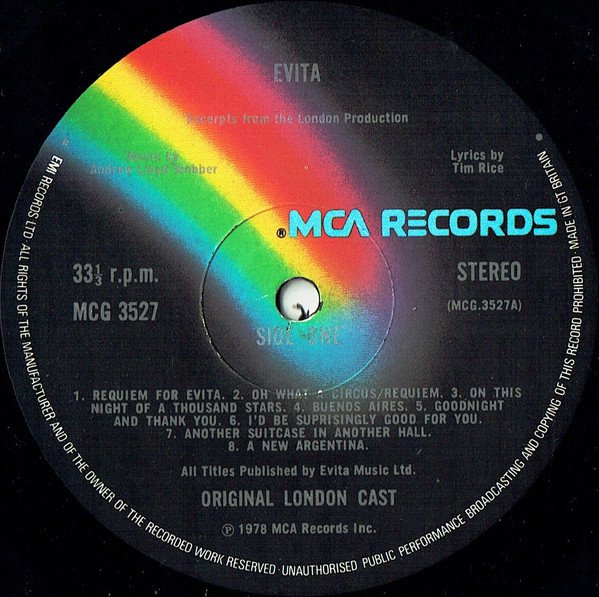 EVITA
Excerpts from the London Production
Music by
Andrew Lloyd Webber
Lyrics by
Tim Rice
® MCA RECORDS
33⅓ r.p.m.
MCG 3527
STEREO
(MCG.3527A)
SIDE ONE
1. REQUIEM FOR EVITA. 2. OH WHAT A CIRCUS/REQUIEM. 3. ON THIS
NIGHT OF A THOUSAND STARS. 4. BUENOS AIRES. 5. GOODNIGHT
AND THANK YOU. 6. I'D BE SUPRISINGLY GOOD FOR YOU.
7. ANOTHER SUITCASE IN ANOTHER HALL.
8. A NEW ARGENTINA.
All Titles Published by Evita Music Ltd.
ORIGINAL LONDON CAST
℗ 1978 MCA Records Inc.
EMI RECORDS LTD ALL RIGHTS OF THE MANUFACTURER AND OF THE OWNER OF THE RECORDED WORK RESERVED · UNAUTHORISED PUBLIC PERFORMANCE BROADCASTING AND COPYING OF THIS RECORD PROHIBITED · MADE IN GT BRITAIN